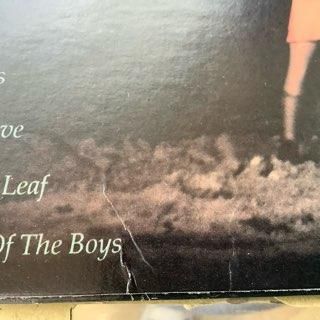 s
ve
Leaf
Of The Boys